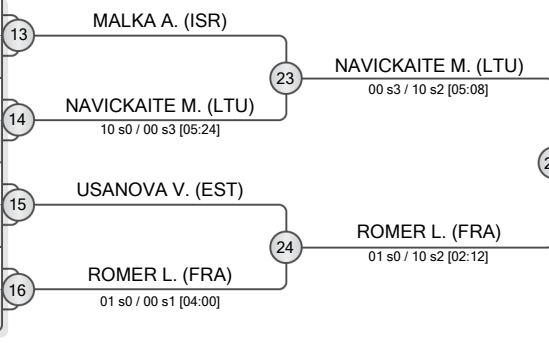 MALKA A. (ISR)
13
23
NAVICKAITE M. (LTU)
00 s3 / 10 s2 [05:08]
NAVICKAITE M. (LTU)
14
10 s0 / 00 s3 [05:24]
USANOVA V. (EST)
15
24
ROMER L. (FRA)
01 s0 / 10 s2 [02:12]
ROMER L. (FRA)
16
01 s0 / 00 s1 [04:00]